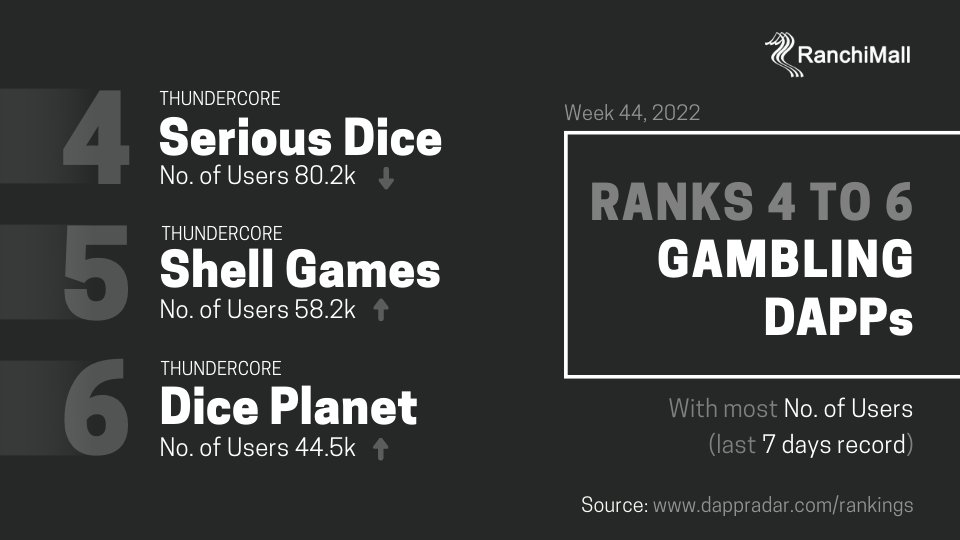 RanchiMall
4
THUNDERCORE
Serious Dice
No. of Users 80.2k
5
THUNDERCORE
Shell Games
No. of Users 58.2k
6
THUNDERCORE
Dice Planet
No. of Users 44.5k
Week 44, 2022
RANKS 4 TO 6
GAMBLING
DAPPs
With most No. of Users
(last 7 days record)
Source: www.dappradar.com/rankings